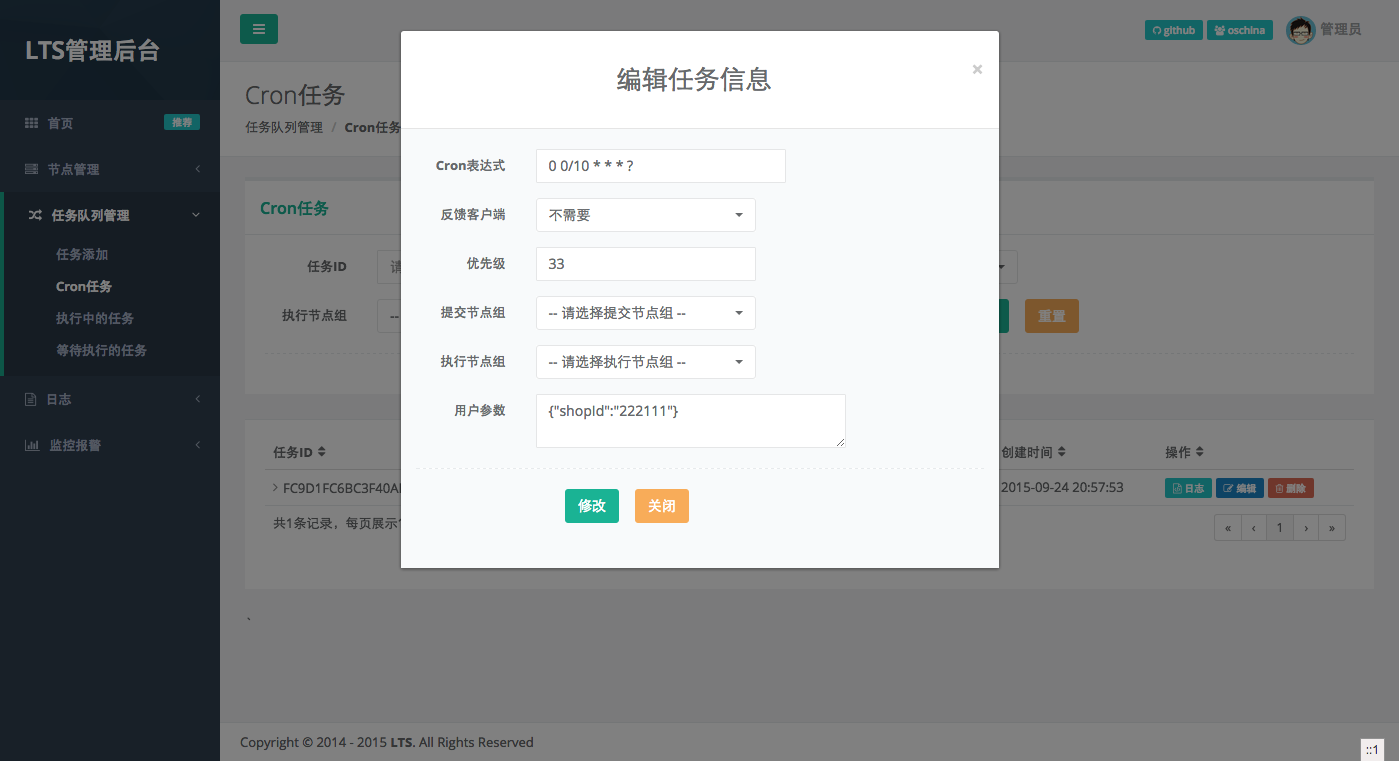 LTS管理后台
github oschina 管理员
首页 推荐
节点管理
任务队列管理
任务添加
Cron任务
执行中的任务
等待执行的任务
日志
监控报警
Cron任务
任务队列管理 / Cron任务
Cron任务
任务ID 请
执行节点组 --
重置
编辑任务信息 ×
Cron表达式 0 0/10 * * * ?
反馈客户端 不需要
优先级 33
提交节点组 -- 请选择提交节点组 --
执行节点组 -- 请选择执行节点组 --
用户参数 {"shopId":"222111"}
修改 关闭
任务ID 创建时间 操作
FC9D1FC6BC3F40A 2015-09-24 20:57:53 日志 编辑 删除
共1条记录，每页展示 « ‹ 1 › »
`
Copyright © 2014 - 2015 LTS. All Rights Reserved
::1